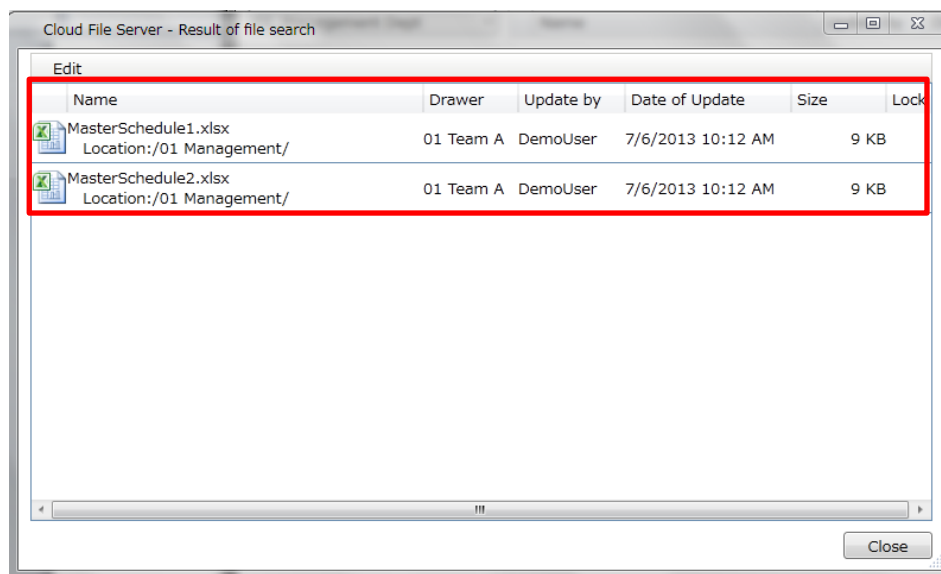 Cloud File Server - Result of file search
Edit
Name Drawer Update by Date of Update Size Lock
MasterSchedule1.xlsx
Location:/01 Management/ 01 Team A DemoUser 7/6/2013 10:12 AM 9 KB
MasterSchedule2.xlsx
Location:/01 Management/ 01 Team A DemoUser 7/6/2013 10:12 AM 9 KB
Close